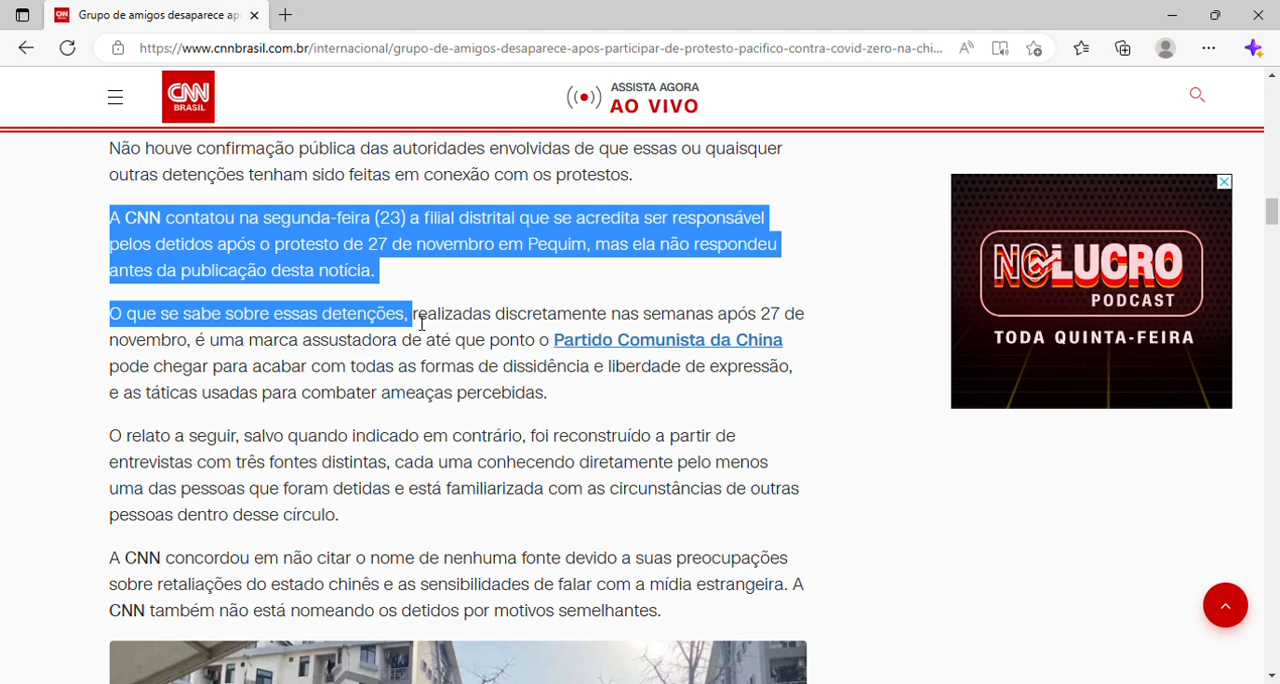 Grupo de amigos desaparece ap
https://www.cnnbrasil.com.br/internacional/grupo-de-amigos-desaparece-apos-participar-de-protesto-pacifico-contra-covid-zero-na-chi...
CNN
BRASIL
ASSISTA AGORA
AO VIVO
Não houve confirmação pública das autoridades envolvidas de que essas ou quaisquer
outras detenções tenham sido feitas em conexão com os protestos.
A CNN contatou na segunda-feira (23) a filial distrital que se acredita ser responsável
pelos detidos após o protesto de 27 de novembro em Pequim, mas ela não respondeu
antes da publicação desta notícia.
O que se sabe sobre essas detenções, realizadas discretamente nas semanas após 27 de
novembro, é uma marca assustadora de até que ponto o Partido Comunista da China
pode chegar para acabar com todas as formas de dissidência e liberdade de expressão,
e as táticas usadas para combater ameaças percebidas.
O relato a seguir, salvo quando indicado em contrário, foi reconstruído a partir de
entrevistas com três fontes distintas, cada uma conhecendo diretamente pelo menos
uma das pessoas que foram detidas e está familiarizada com as circunstâncias de outras
pessoas dentro desse círculo.
A CNN concordou em não citar o nome de nenhuma fonte devido a suas preocupações
sobre retaliações do estado chinês e as sensibilidades de falar com a mídia estrangeira. A
CNN também não está nomeando os detidos por motivos semelhantes.
NO LUCRO
PODCAST
TODA QUINTA-FEIRA